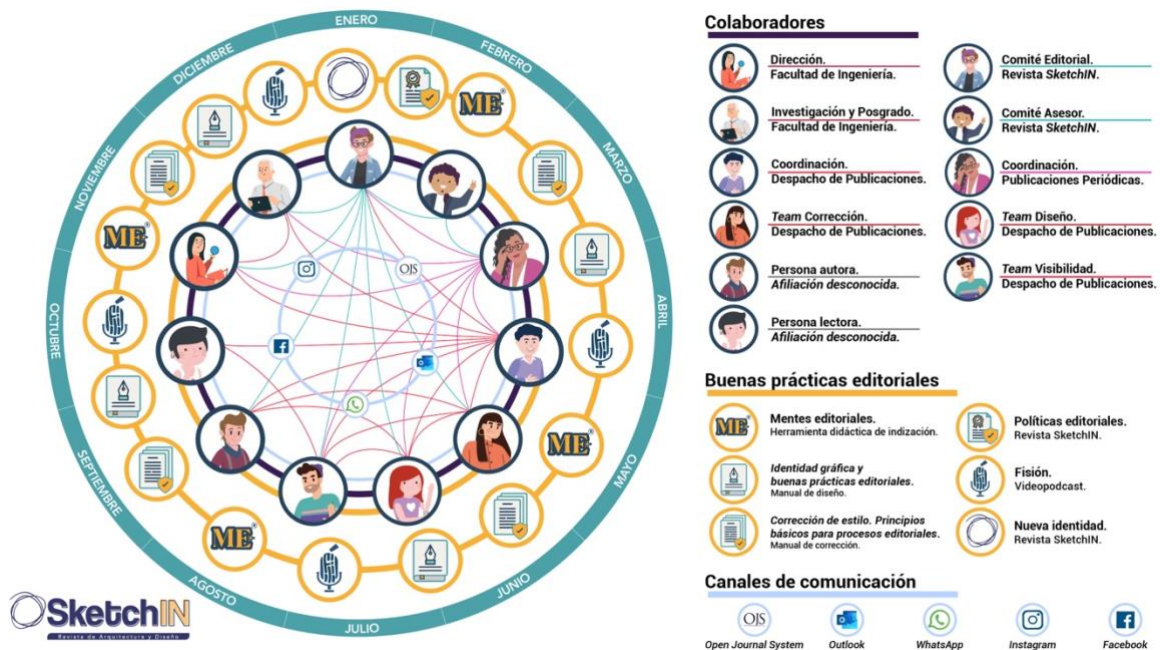 ENERO
FEBRERO
MARZO
ABRIL
MAYO
JUNIO
JULIO
AGOSTO
SEPTIEMBRE
OCTUBRE
NOVIEMBRE
DICIEMBRE
ME
ME
ME
ME
ME
OJS
SketchIN
Revista de Arquitectura y Diseño
Colaboradores
Dirección.
Facultad de Ingeniería.
Investigación y Posgrado.
Facultad de Ingeniería.
Coordinación.
Despacho de Publicaciones.
Team Corrección.
Despacho de Publicaciones.
Persona autora.
Afiliación desconocida.
Persona lectora.
Afiliación desconocida.
Comité Editorial.
Revista SketchIN.
Comité Asesor.
Revista SketchIN.
Coordinación.
Publicaciones Periódicas.
Team Diseño.
Despacho de Publicaciones.
Team Visibilidad.
Despacho de Publicaciones.
Buenas prácticas editoriales
ME
Mentes editoriales.
Herramienta didáctica de indización.
Identidad gráfica y
buenas prácticas editoriales.
Manual de diseño.
Corrección de estilo. Principios
básicos para procesos editoriales.
Manual de corrección.
Políticas editoriales.
Revista SketchIN.
Fisión.
Videopodcast.
Nueva identidad.
Revista SketchIN.
Canales de comunicación
OJS
Open Journal System
Outlook
WhatsApp
Instagram
Facebook